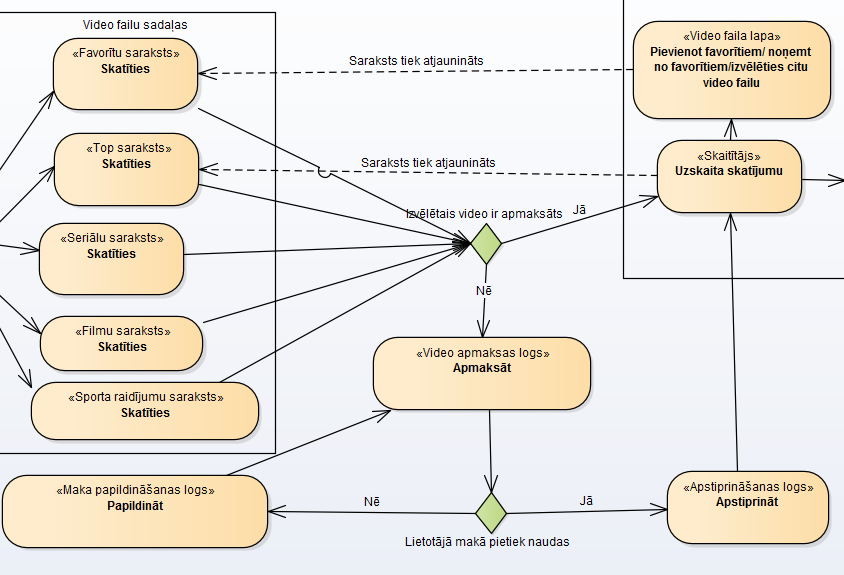 Video failu sadaļas
«Favorītu saraksts»
Skatīties
«Top saraksts»
Skatīties
«Seriālu saraksts»
Skatīties
«Filmu saraksts»
Skatīties
«Sporta raidījumu saraksts»
Skatīties
Saraksts tiek atjaunināts
Saraksts tiek atjaunināts
«Video faila lapa»
Pievienot favorītiem/ noņemt
no favorītiem/izvēlēties citu
video failu
«Skaitītājs»
Uzskaita skatījumu
Izvēlētais video ir apmaksāts
Jā
Nē
«Video apmaksas logs»
Apmaksāt
«Maka papildināšanas logs»
Papildināt
Nē
Jā
Lietotājā makā pietiek naudas
«Apstiprināšanas logs»
Apstiprināt